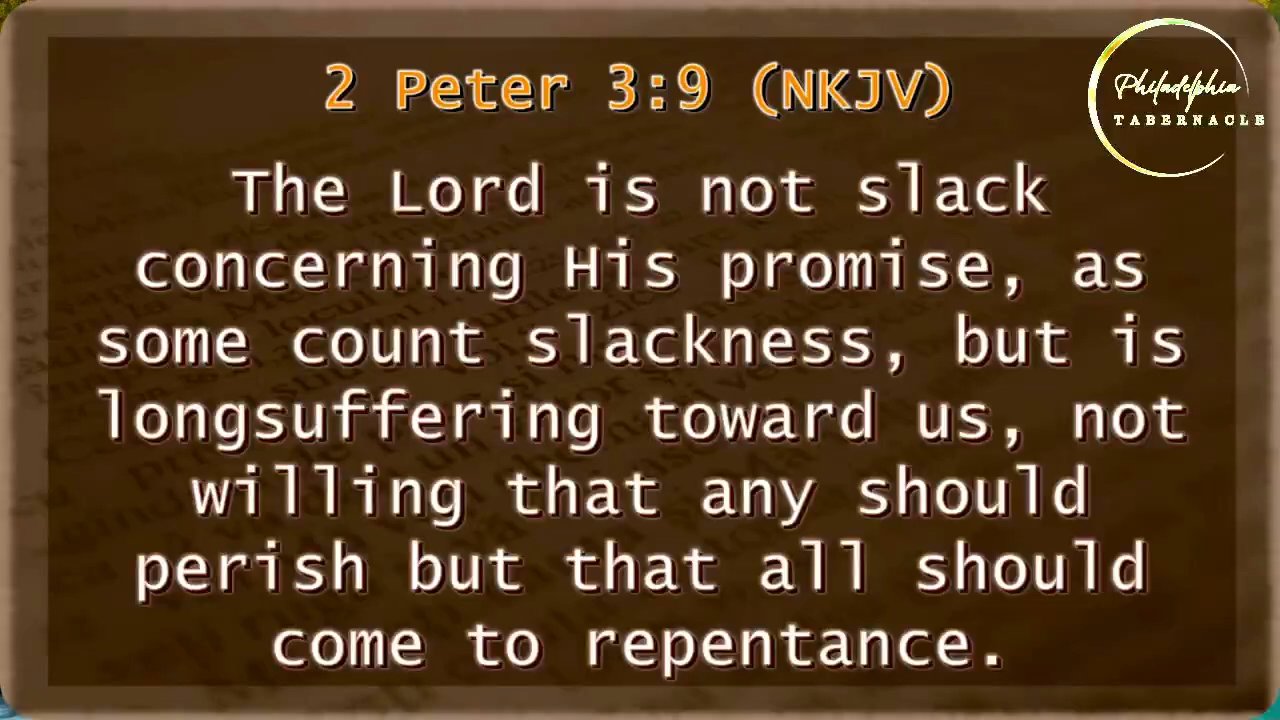 2 Peter 3:9 (NKJV)
Philadelphia
TABERNACLE
The Lord is not slack
concerning His promise, as
some count slackness, but is
longsuffering toward us, not
willing that any should
perish but that all should
come to repentance.